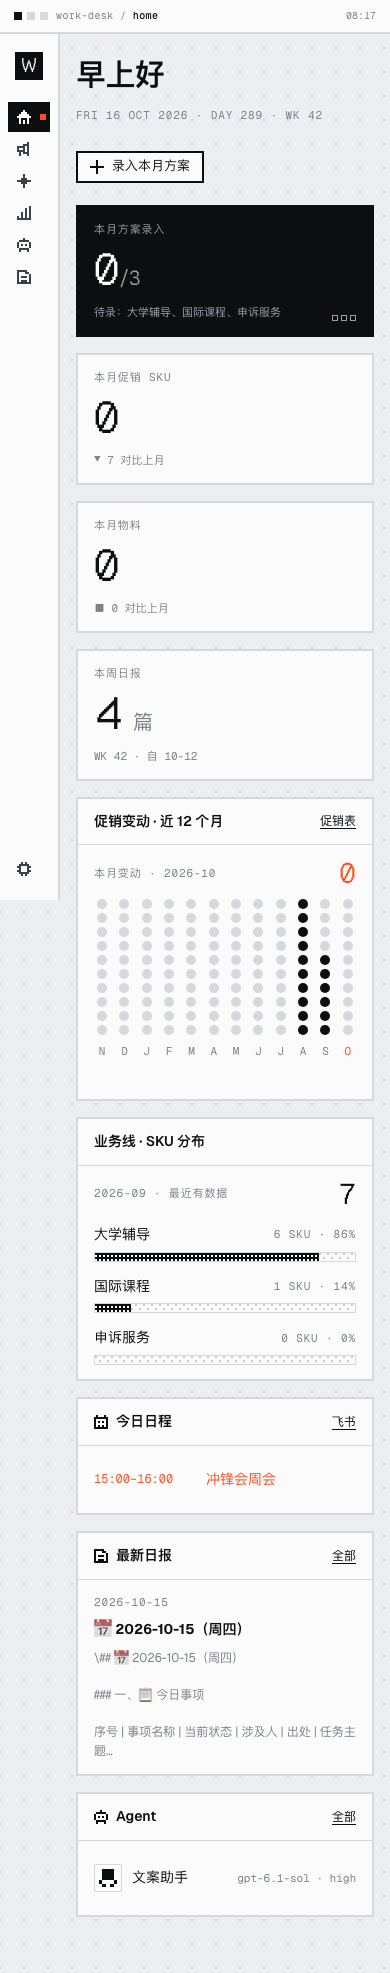 work-desk / home 08:17
W
早上好
FRI 16 OCT 2026 · DAY 289 · WK 42
录入本月方案
本月方案录入
0/3
待录: 大学辅导、国际课程、申诉服务
本月促销 SKU
0
▼ 7 对比上月
本月物料
0
■ 0 对比上月
本周日报
4 篇
WK 42 · 自 10-12
促销变动 · 近 12 个月 促销表
本月变动 · 2026-10 0
N D J F M A M J J A S O
业务线 · SKU 分布
2026-09 · 最近有数据 7
大学辅导 6 SKU · 86%
国际课程 1 SKU · 14%
申诉服务 0 SKU · 0%
今日日程 飞书
15:00–16:00 冲锋会周会
最新日报 全部
2026-10-15
📅 2026-10-15（周四）
\## 📅 2026-10-15（周四）
### 一、📋 今日事项
序号 | 事项名称 | 当前状态 | 涉及人 | 出处 | 任务主
题…
Agent 全部
文案助手 gpt-6.1-sol · high